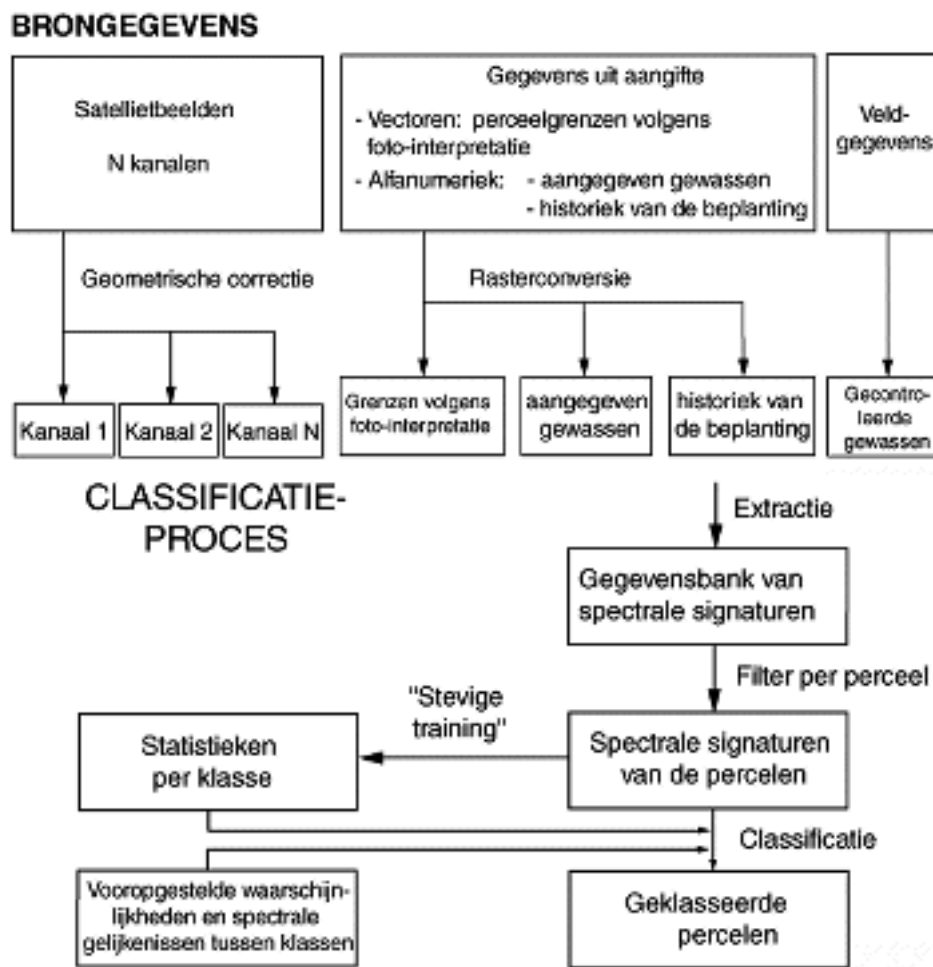 BRONGEGEVENS
Satellietbeelden
N kanalen
Gegevens uit aangifte
- Vectoren: perceelgrenzen volgens
foto-interpretatie
- Alfanumeriek: - aangegeven gewassen
- historiek van de beplanting
Veld-
gegevens
Geometrische correctie
Rasterconversie
Kanaal 1
Kanaal 2
Kanaal N
Grenzen volgens
foto-interpretatie
aangegeven
gewassen
historiek van
de beplanting
Gecontro-
leerde
gewassen
CLASSIFICATIE-
PROCES
Extractie
Gegevensbank van
spectrale signaturen
Filter per perceel
"Stevige
training"
Statistieken
per klasse
Spectrale signaturen
van de percelen
Classificatie
Vooropgestelde waarschijn-
lijkheden en spectrale
gelijkenissen tussen klassen
Geklasseerde
percelen